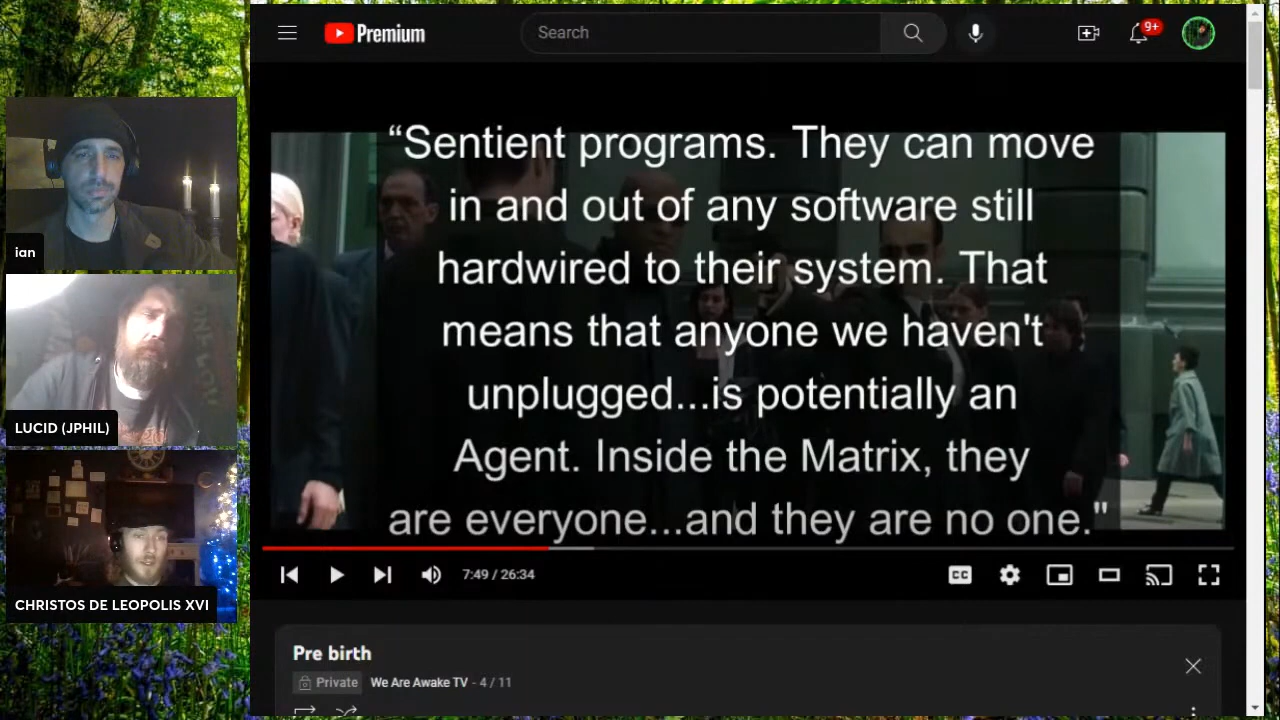 Premium
Search
9+
“Sentient programs. They can move
in and out of any software still
hardwired to their system. That
means that anyone we haven't
unplugged...is potentially an
Agent. Inside the Matrix, they
are everyone...and they are no one."
ian
LUCID (JPHIL)
CHRISTOS DE LEOPOLIS XVI
7:49 / 26:34
CC
Pre birth
Private We Are Awake TV - 4 / 11